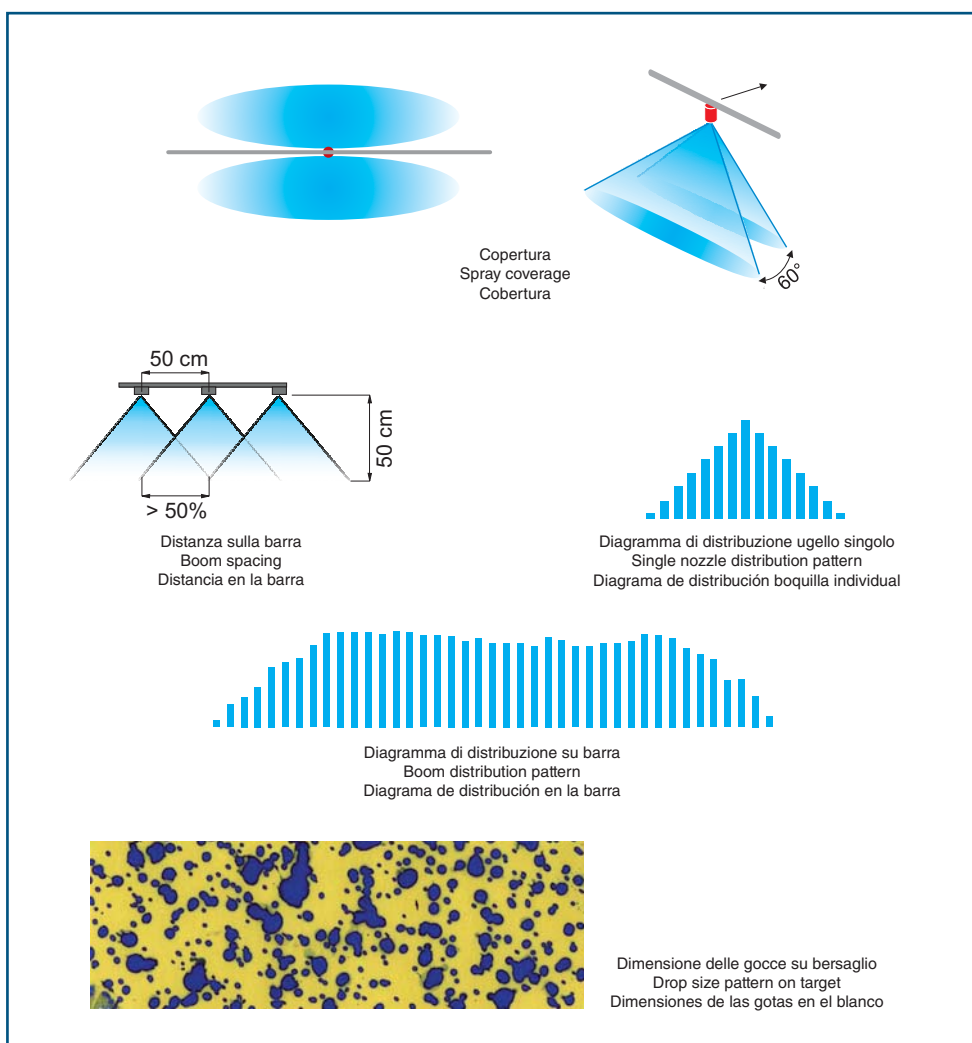 Copertura
Spray coverage
Cobertura
60°
50 cm
50 cm
> 50%
Distanza sulla barra
Boom spacing
Distancia en la barra
Diagramma di distribuzione ugello singolo
Single nozzle distribution pattern
Diagrama de distribución boquilla individual
Diagramma di distribuzione su barra
Boom distribution pattern
Diagrama de distribución en la barra
Dimensione delle gocce su bersaglio
Drop size pattern on target
Dimensiones de las gotas en el blanco